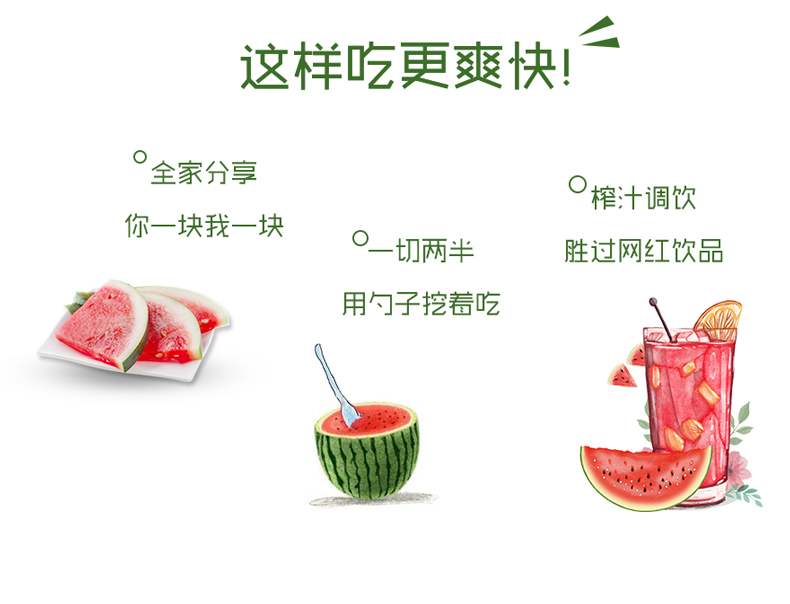 这样吃更爽快!
全家分享
你一块我一块
一切两半
用勺子挖着吃
榨汁调饮
胜过网红饮品